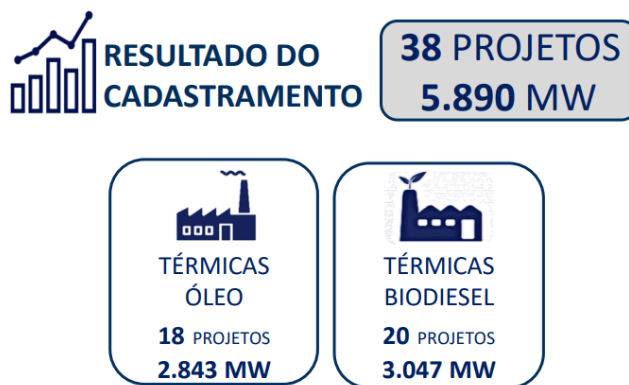 RESULTADO DO
CADASTRAMENTO
38 PROJETOS
5.890 MW
TÉRMICAS
ÓLEO
18 PROJETOS
2.843 MW
TÉRMICAS
BIODIESEL
20 PROJETOS
3.047 MW